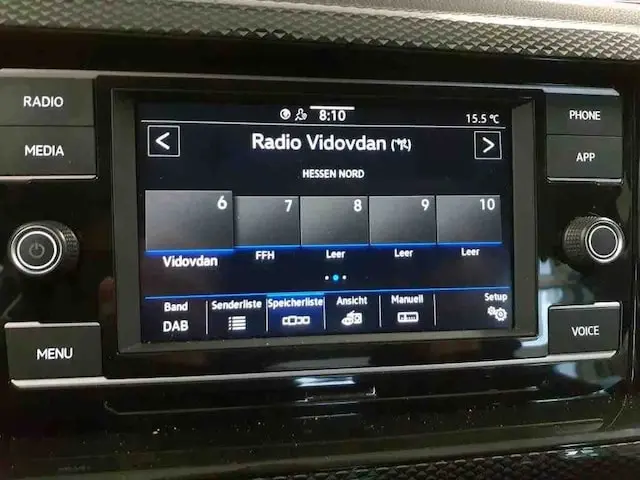 RADIO
MEDIA
MENU
8:10
15.5 °C
< Radio Vidovdan >
HESSEN NORD
6 7 8 9 10
Vidovdan FFH Leer Leer Leer
Band Senderliste Speicherliste Ansicht Manuell Setup
DAB
PHONE
APP
VOICE